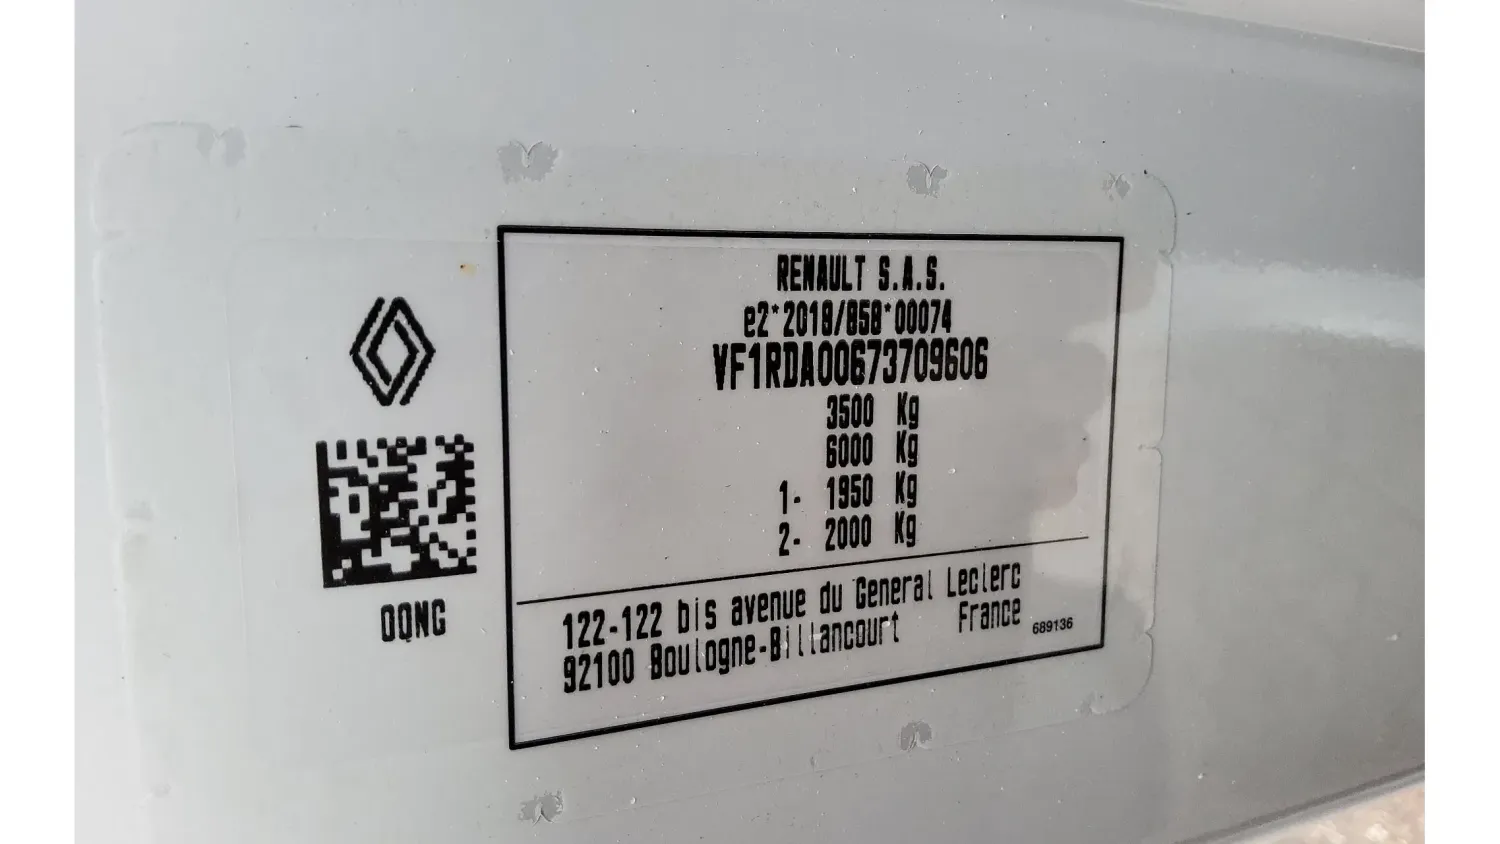 RENAULT S.A.S.
e2*2018/858*00074
VF1RDA00673709606
3500 Kg
6000 Kg
1- 1950 Kg
2- 2000 Kg
122-122 bis avenue du General Leclerc
92100 Boulogne-Billancourt France 689136
0QNG